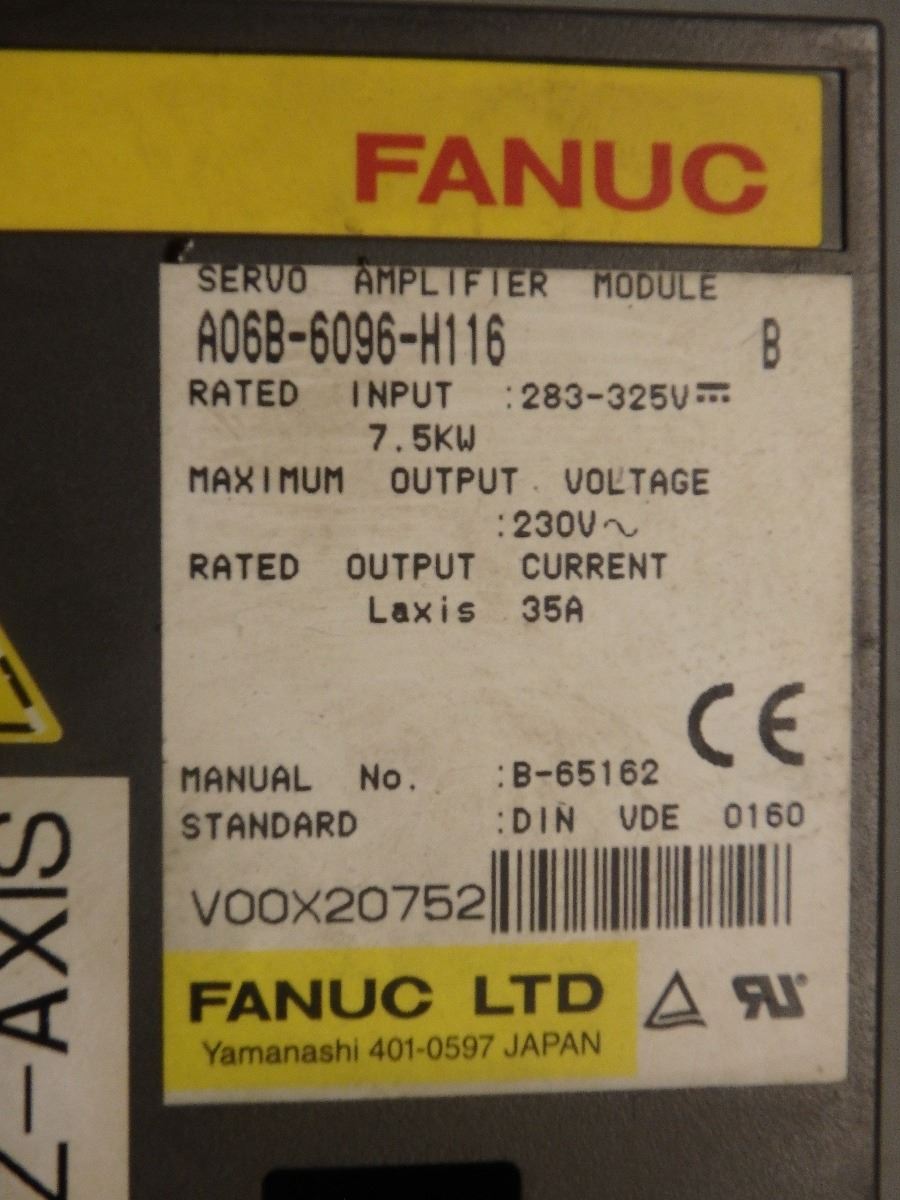 FANUC
SERVO AMPLIFIER MODULE
A06B-6096-H116 B
RATED INPUT :283-325V⎓
7.5KW
MAXIMUM OUTPUT VOLTAGE
:230V~
RATED OUTPUT CURRENT
Laxis 35A
CE
MANUAL No. :B-65162
STANDARD :DIN VDE 0160
V00X20752
FANUC LTD
Yamanashi 401-0597 JAPAN
Z-AXIS